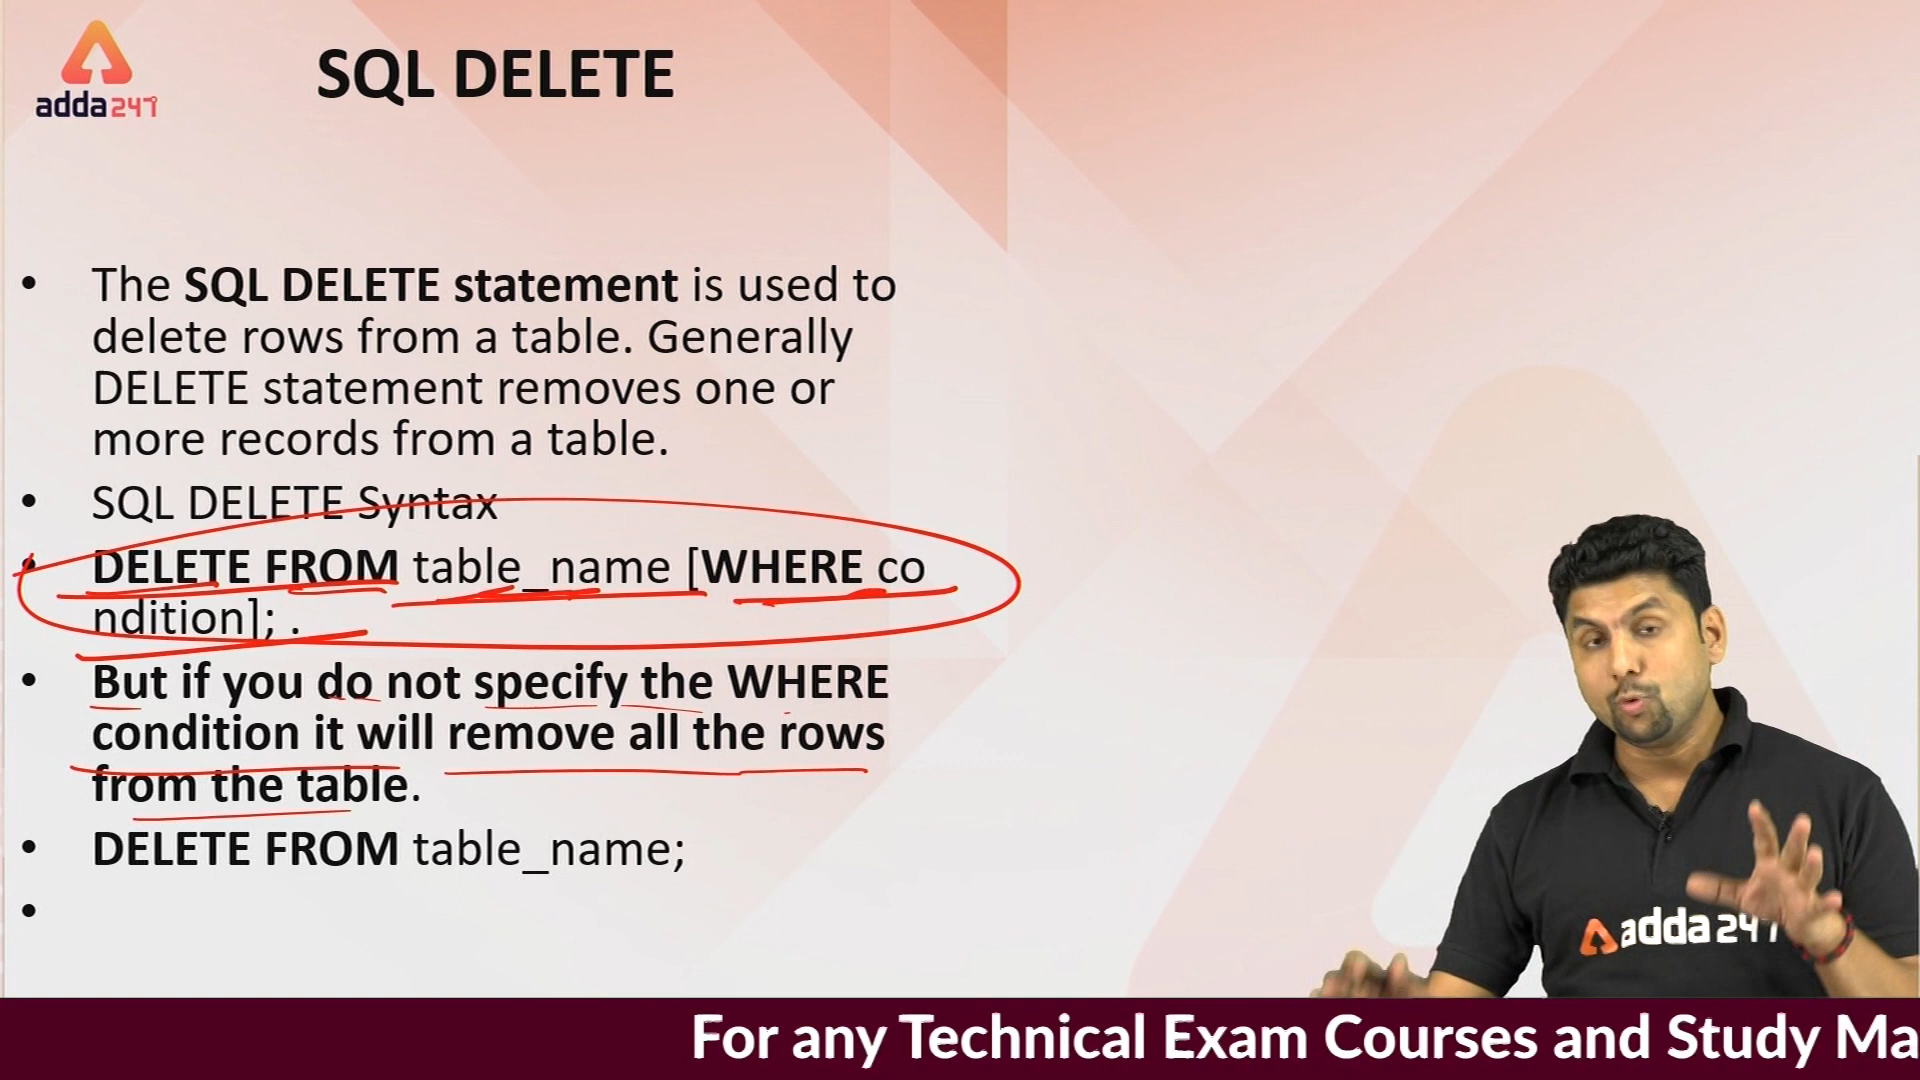 adda247
SQL DELETE
• The SQL DELETE statement is used to
delete rows from a table. Generally
DELETE statement removes one or
more records from a table.
• SQL DELETE Syntax
• DELETE FROM table_name [WHERE co
ndition]; .
• But if you do not specify the WHERE
condition it will remove all the rows
from the table.
• DELETE FROM table_name;
•
adda247
For any Technical Exam Courses and Study Ma